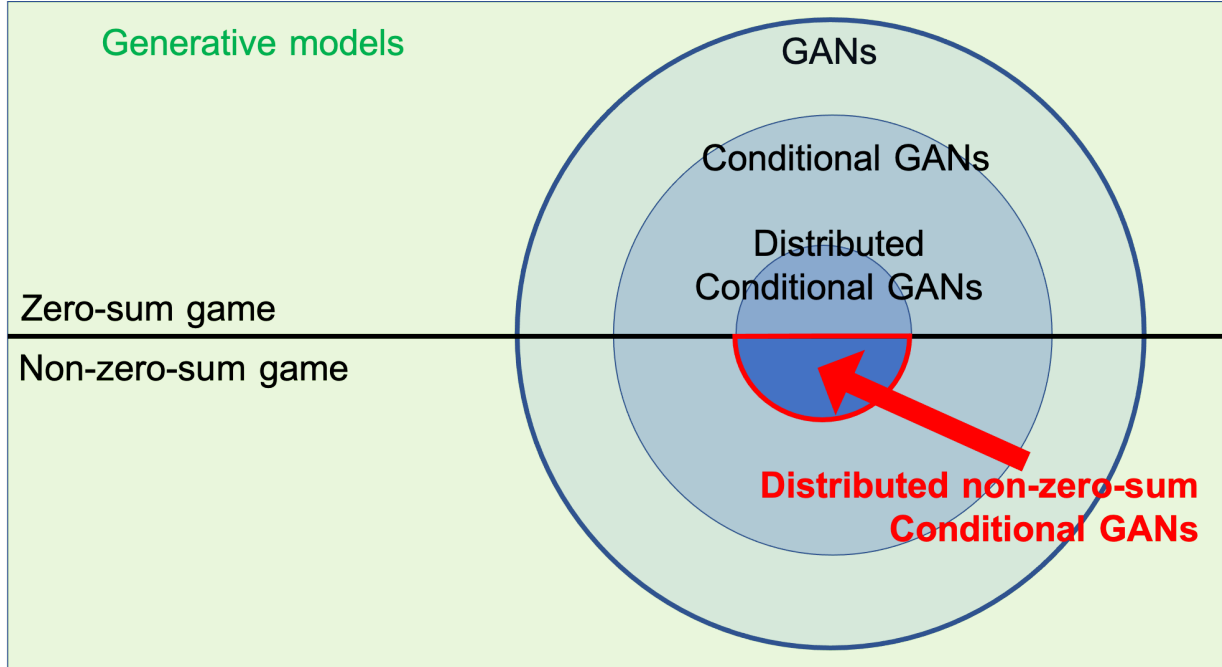 Generative models
GANs
Conditional GANs
Distributed
Conditional GANs
Zero-sum game
Non-zero-sum game
Distributed non-zero-sum
Conditional GANs